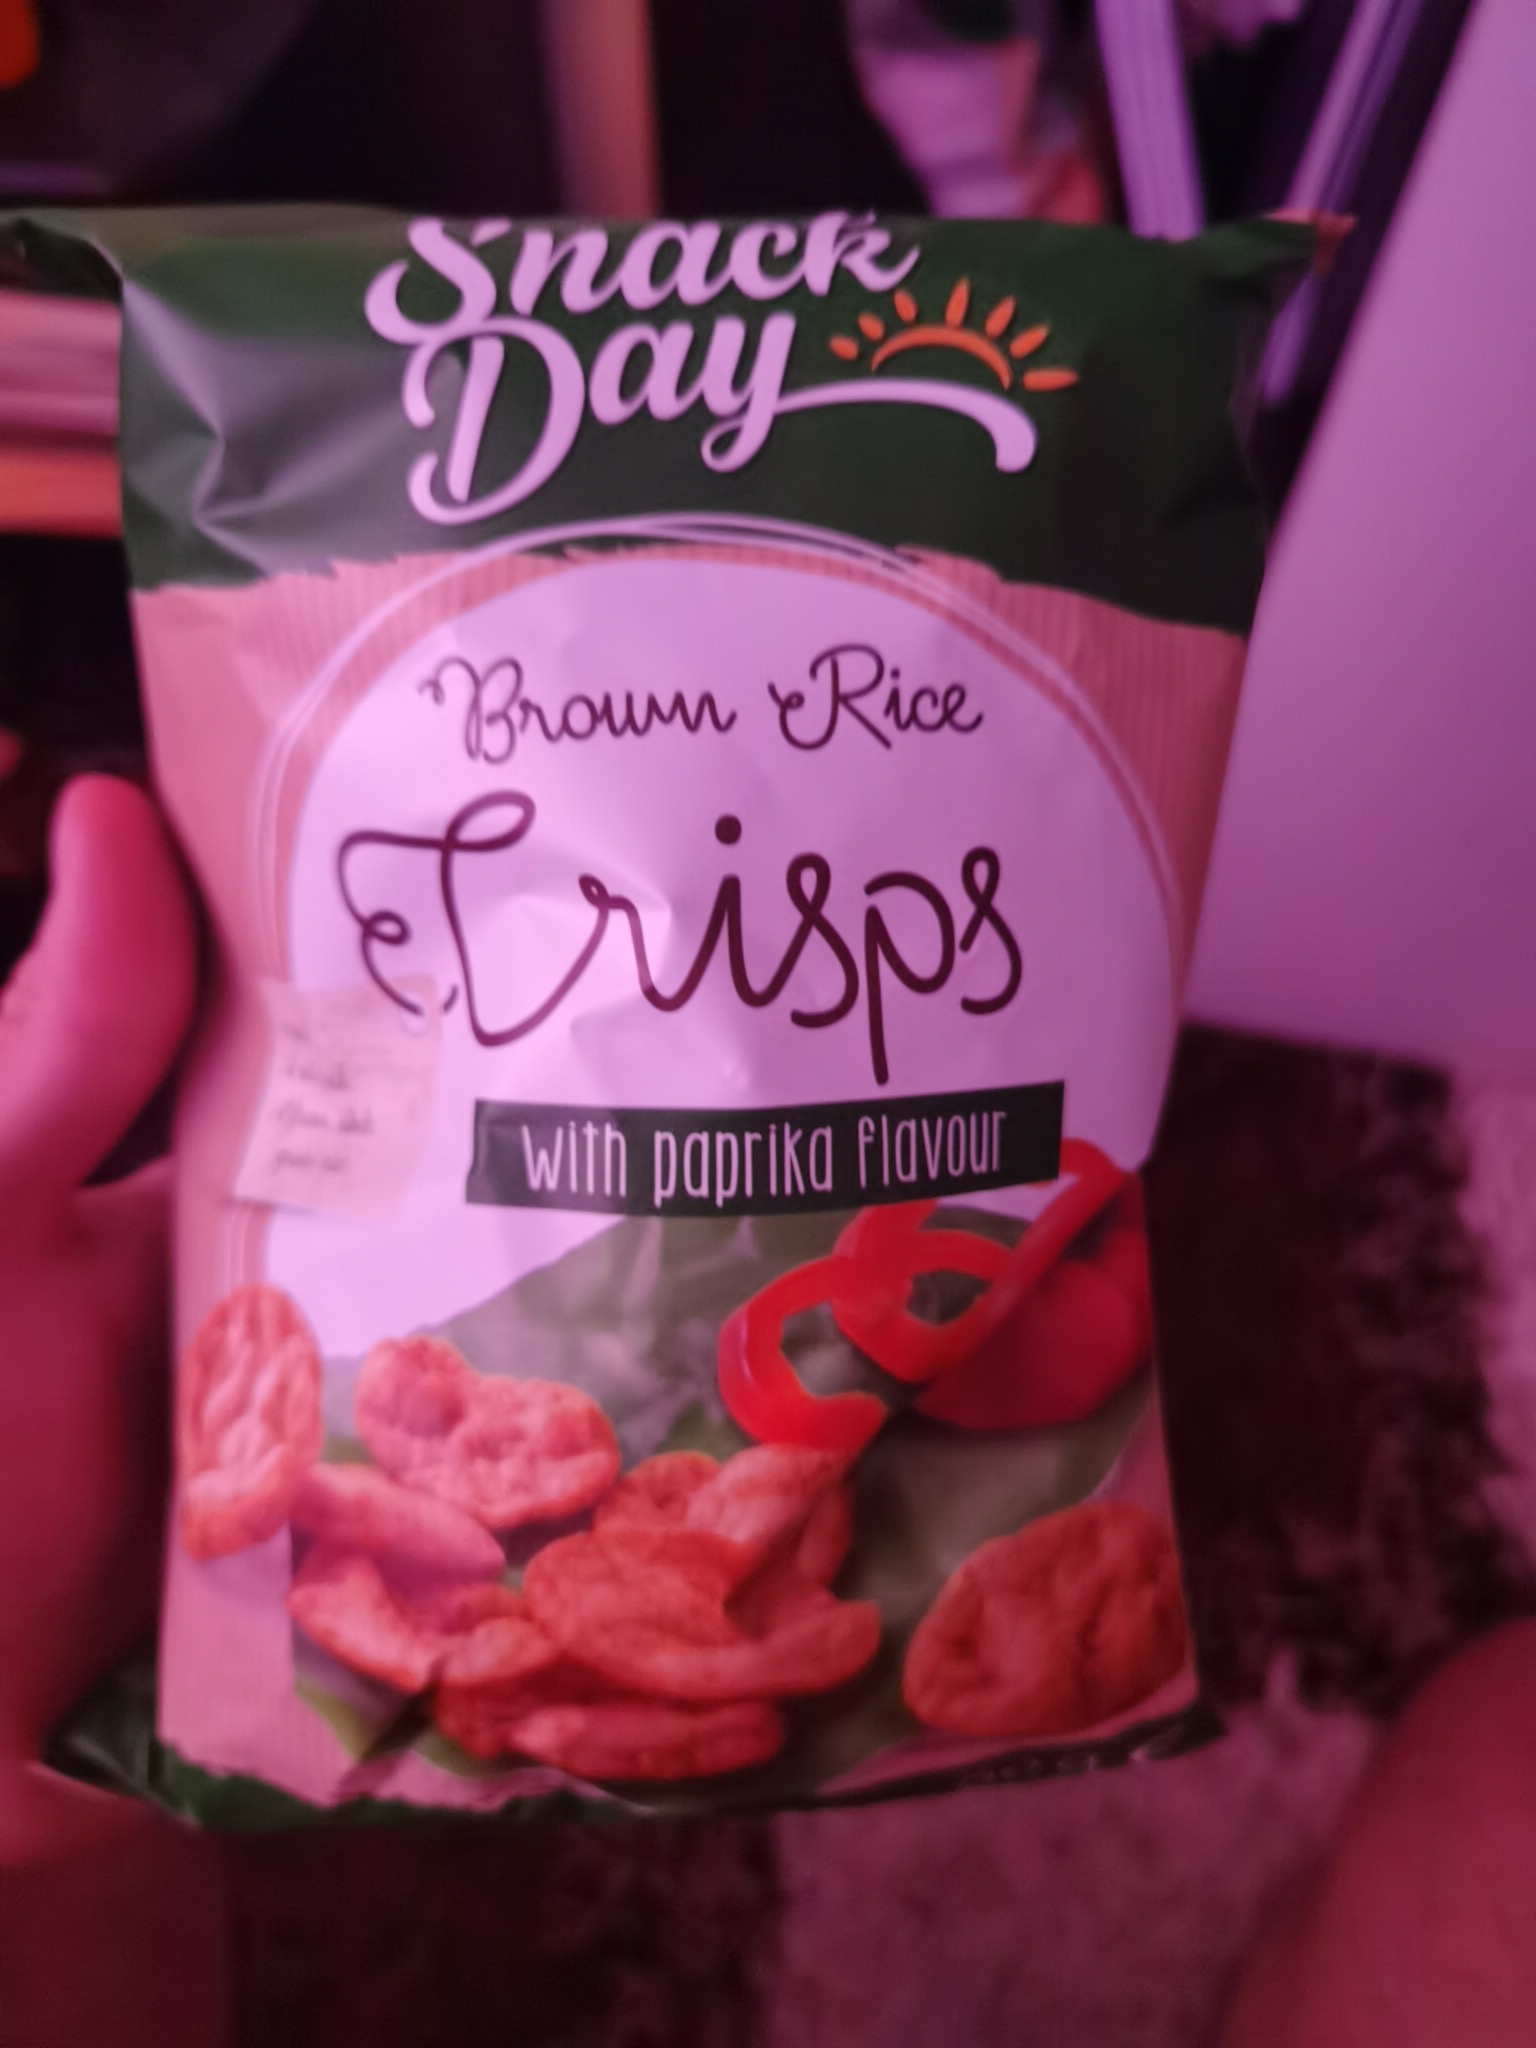 Snack
Day
Brown Rice
Crisps
with paprika flavour